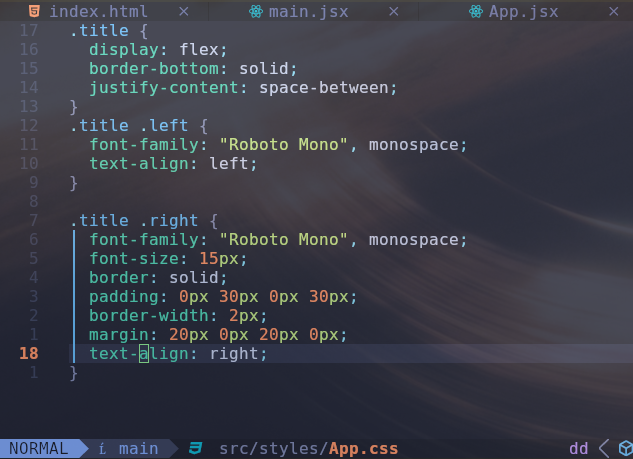 index.html × main.jsx × App.jsx ×
17 .title {
16 display: flex;
15 border-bottom: solid;
14 justify-content: space-between;
13 }
12 .title .left {
11 font-family: "Roboto Mono", monospace;
10 text-align: left;
9 }
8
7 .title .right {
6 font-family: "Roboto Mono", monospace;
5 font-size: 15px;
4 border: solid;
3 padding: 0px 30px 0px 30px;
2 border-width: 2px;
1 margin: 20px 0px 20px 0px;
18 text-align: right;
1 }
NORMAL main src/styles/App.css dd